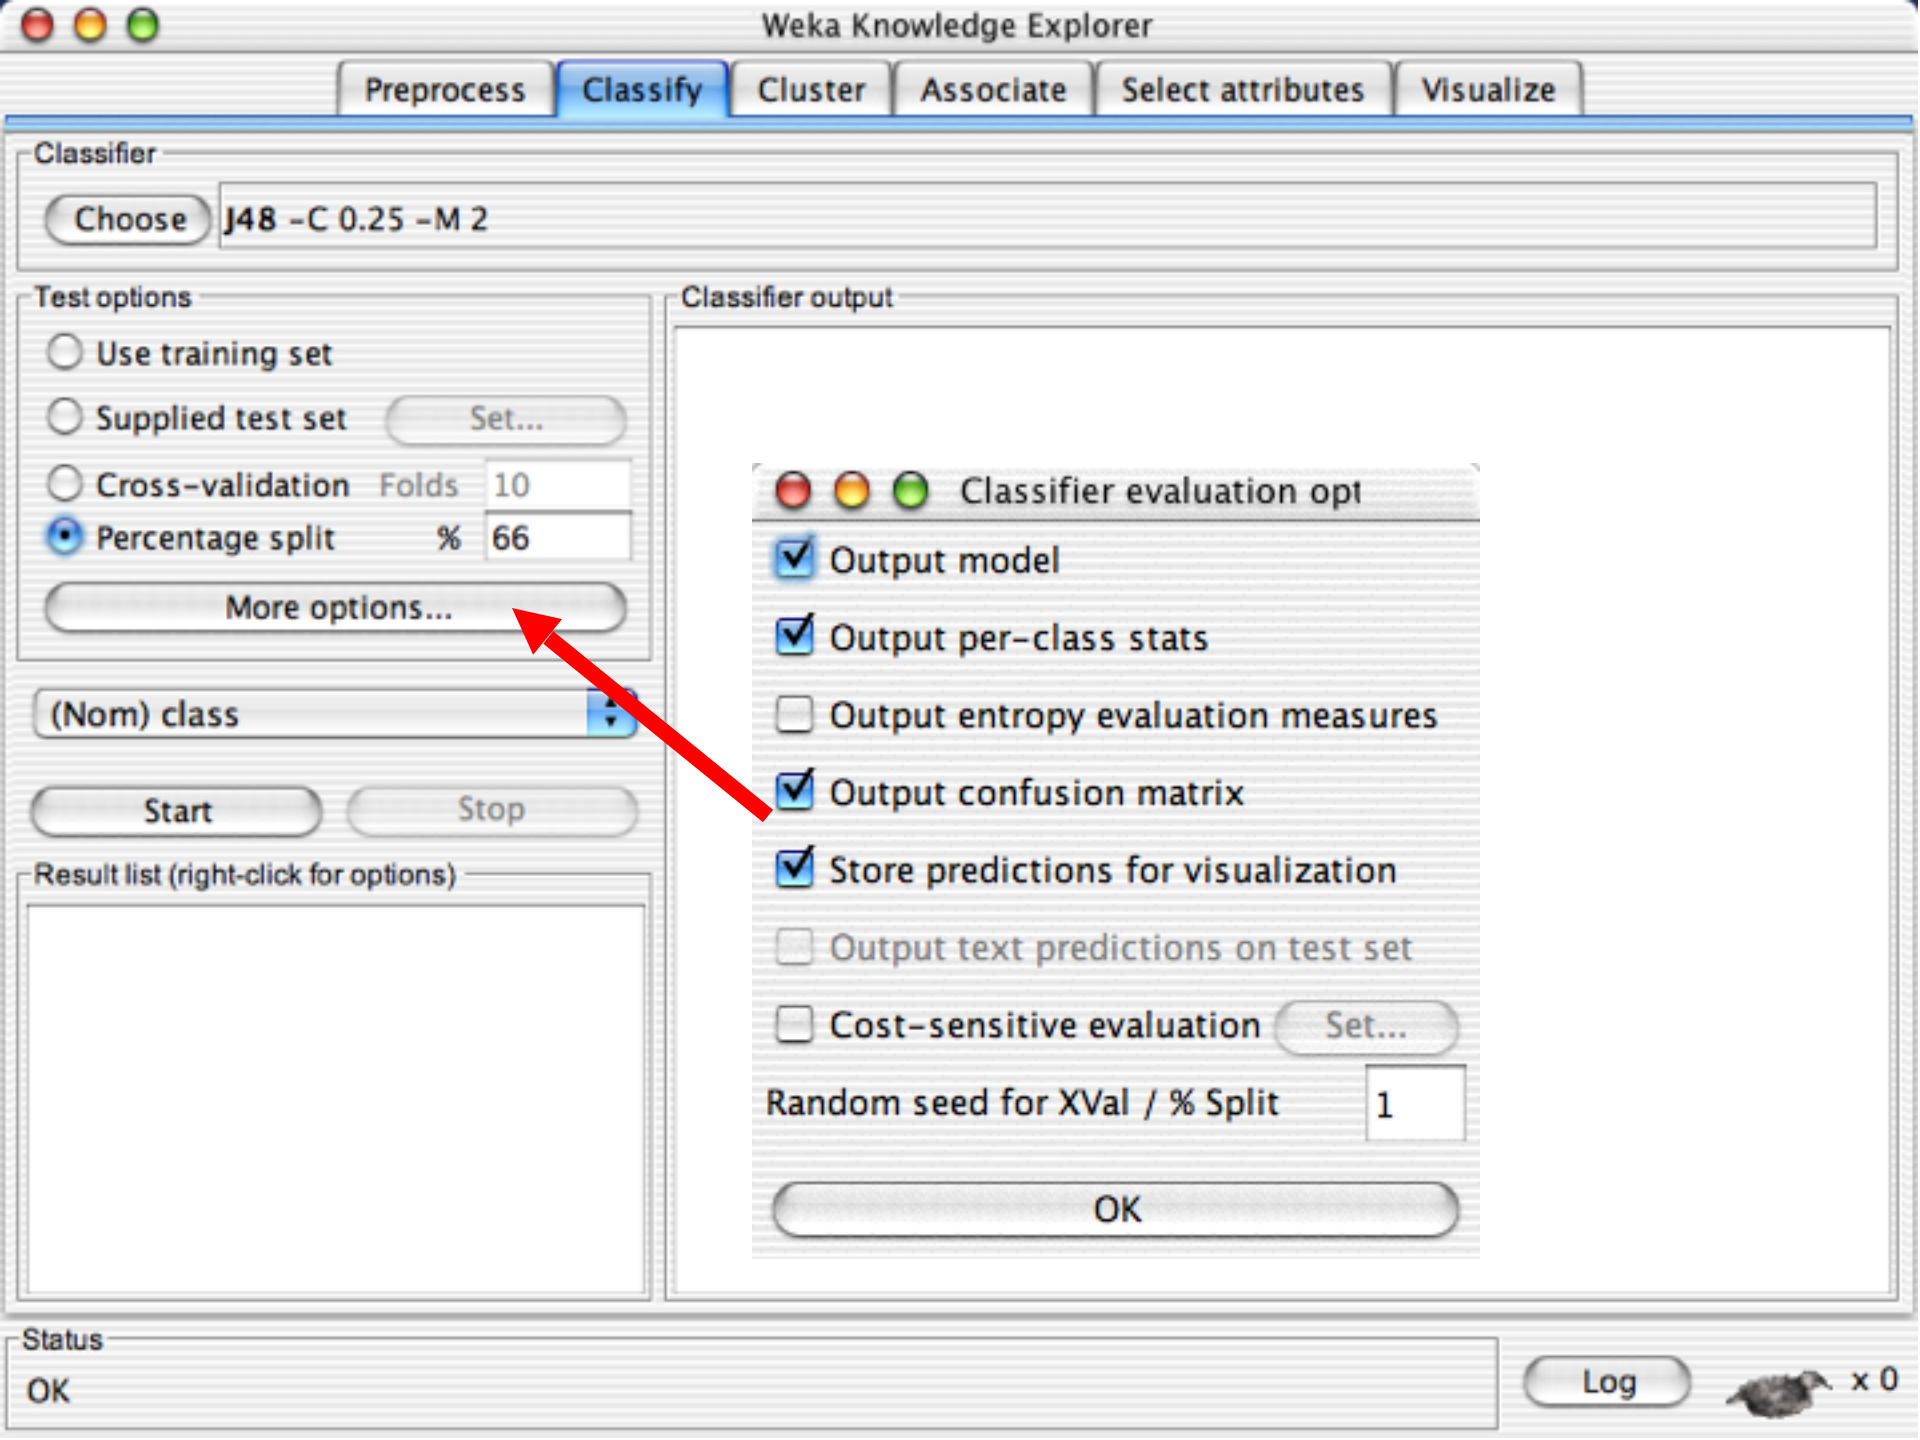 Weka Knowledge Explorer
Preprocess Classify Cluster Associate Select attributes Visualize
Classifier
Choose J48 -C 0.25 -M 2
Test options
Use training set
Supplied test set Set...
Cross-validation Folds 10
Percentage split % 66
More options...
(Nom) class
Start Stop
Result list (right-click for options)
Classifier output
Classifier evaluation opt
Output model
Output per-class stats
Output entropy evaluation measures
Output confusion matrix
Store predictions for visualization
Output text predictions on test set
Cost-sensitive evaluation Set...
Random seed for XVal / % Split 1
OK
Status
OK
Log x 0